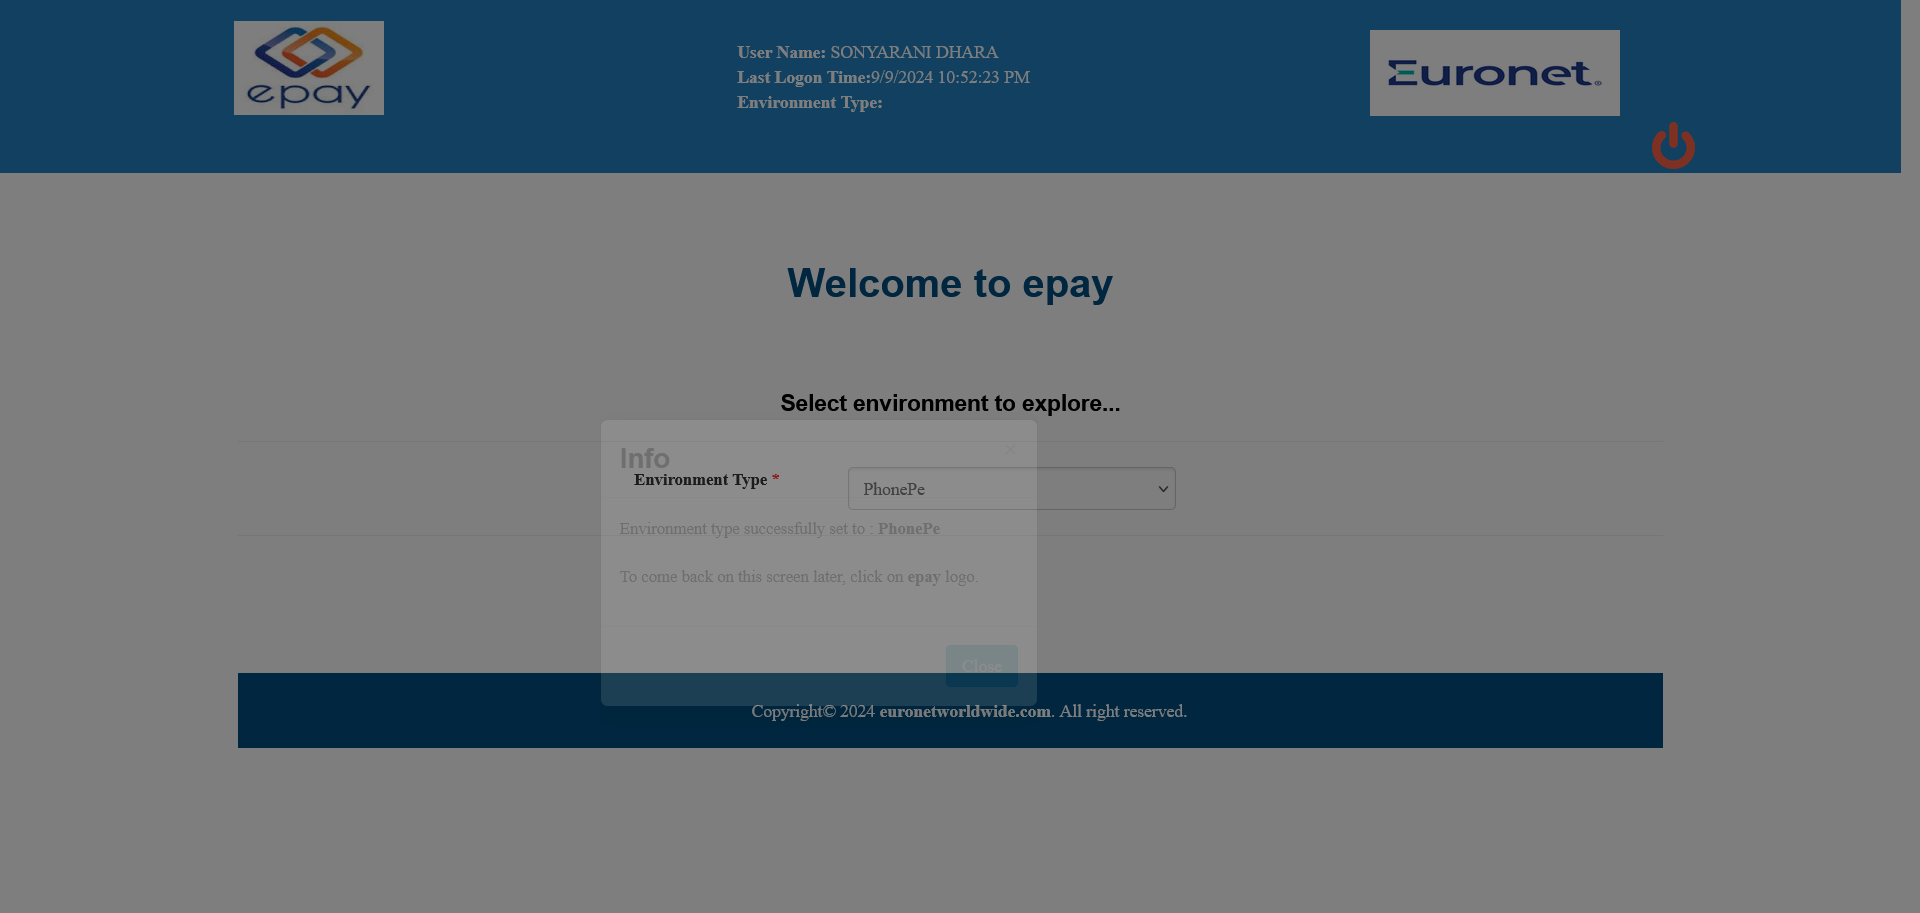 epay
User Name: SONYARANI DHARA
Last Logon Time:9/9/2024 10:52:23 PM
Environment Type:
Euronet®
Welcome to epay
Select environment to explore...
Info ×
Environment Type * PhonePe
Environment type successfully set to : PhonePe
To come back on this screen later, click on epay logo.
Close
Copyright© 2024 euronetworldwide.com. All right reserved.